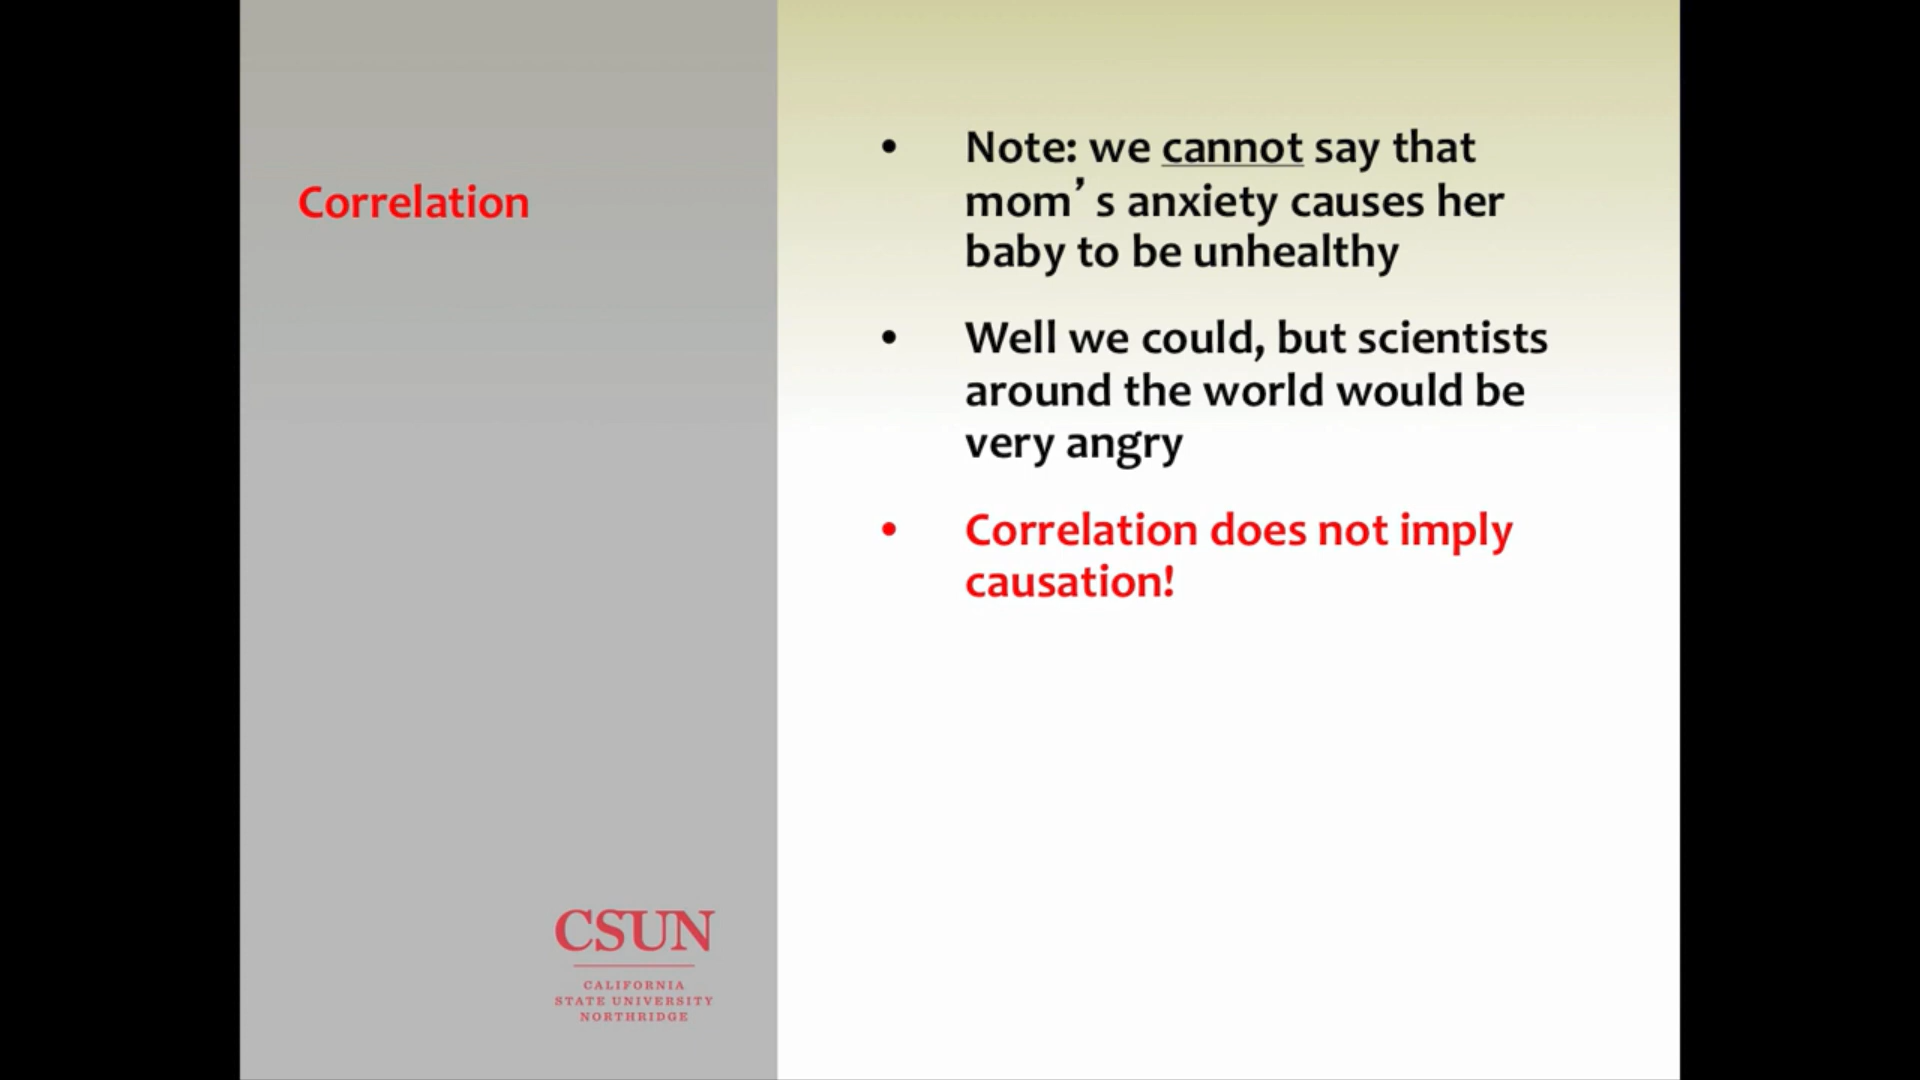 Correlation
• Note: we cannot say that
mom’s anxiety causes her
baby to be unhealthy
• Well we could, but scientists
around the world would be
very angry
• Correlation does not imply
causation!
CSUN
CALIFORNIA
STATE UNIVERSITY
NORTHRIDGE